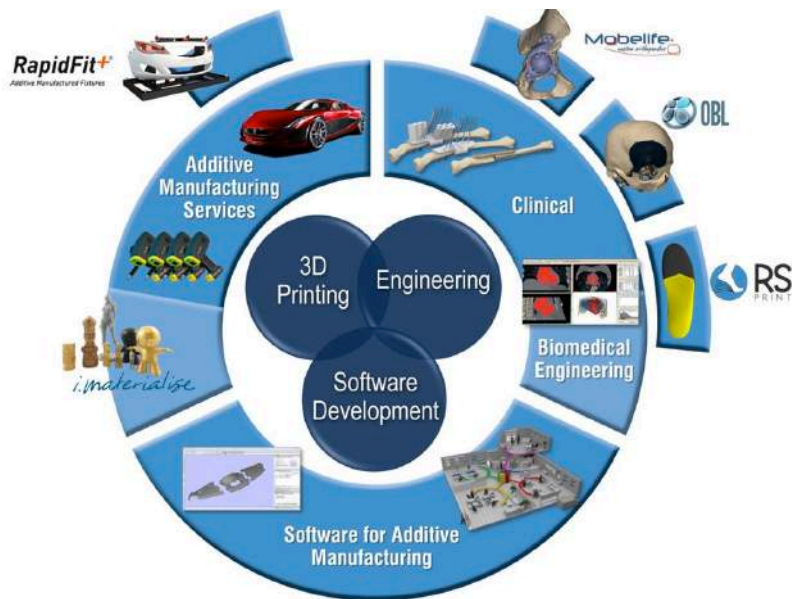 RapidFit+
Additive Manufactured Fixtures
Mobelife
OBL
RS
PRINT
Additive
Manufacturing
Services
Clinical
3D
Printing
Engineering
Software
Development
Biomedical
Engineering
i.materialise
Software for Additive
Manufacturing